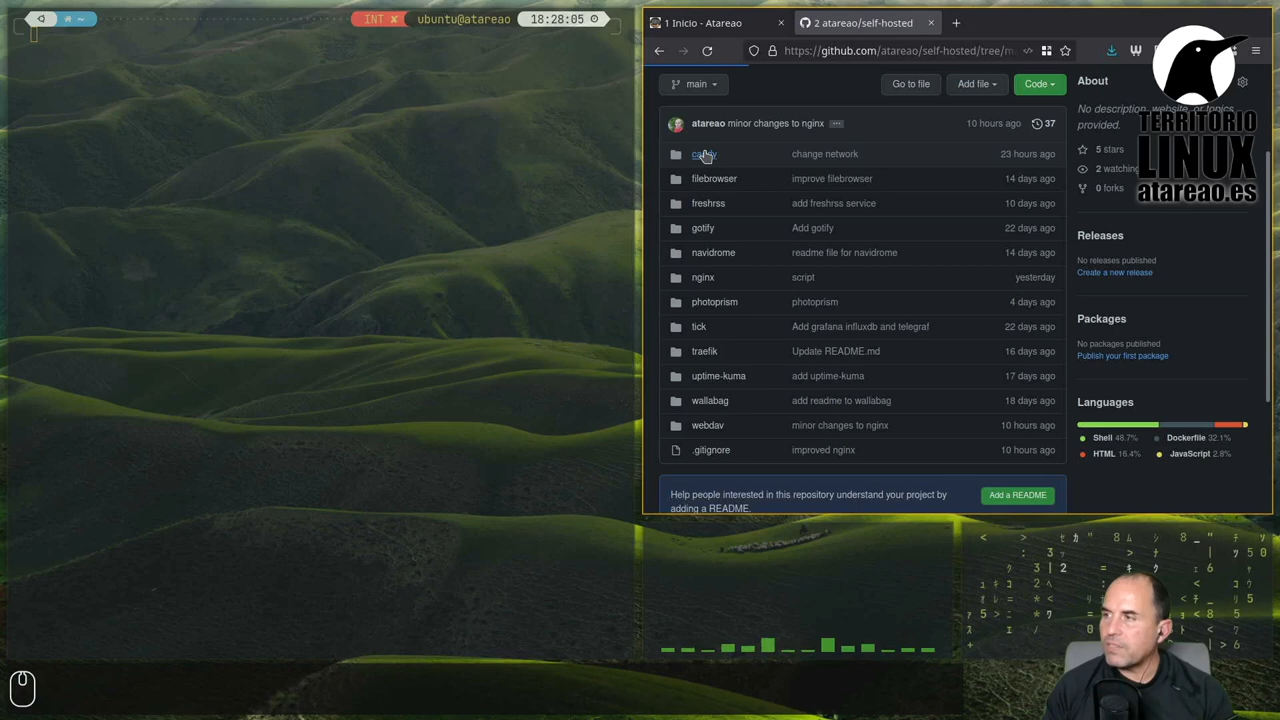 ~
INT ✘
ubuntu@atareao
18:28:05
1 Inicio - Atareao
2 atareao/self-hosted
https://github.com/atareao/self-hosted/tree/m
main
Go to file
Add file
Code
atareao minor changes to nginx
10 hours ago
37
change network
23 hours ago
filebrowser
improve filebrowser
14 days ago
freshrss
add freshrss service
10 days ago
gotify
Add gotify
22 days ago
navidrome
readme file for navidrome
14 days ago
nginx
script
yesterday
photoprism
photoprism
4 days ago
tick
Add grafana influxdb and telegraf
22 days ago
traefik
Update README.md
16 days ago
uptime-kuma
add uptime-kuma
17 days ago
wallabag
add readme to wallabag
18 days ago
webdav
minor changes to nginx
10 hours ago
.gitignore
improved nginx
10 hours ago
Help people interested in this repository understand your project by
adding a README.
Add a README
About
No description, website, or topics
provided.
5 stars
2 watching
0 forks
Releases
No releases published
Create a new release
Packages
No packages published
Publish your first package
Languages
Shell 48.7%
Dockerfile 32.1%
HTML 16.4%
JavaScript 2.8%
TERRITORIO
LINUX
atareao.es